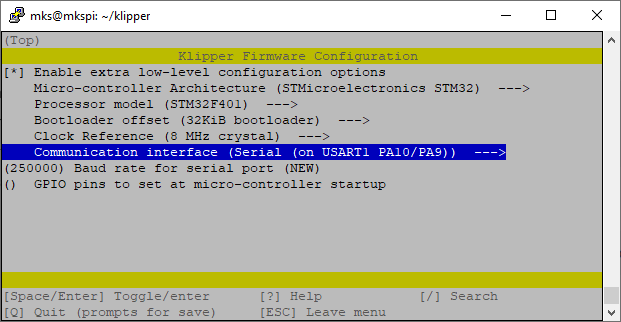 mks@mkspi: ~/klipper
(Top)
Klipper Firmware Configuration
[*] Enable extra low-level configuration options
Micro-controller Architecture (STMicroelectronics STM32)  --->
Processor model (STM32F401)  --->
Bootloader offset (32KiB bootloader)  --->
Clock Reference (8 MHz crystal)  --->
Communication interface (Serial (on USART1 PA10/PA9))  --->
(250000) Baud rate for serial port (NEW)
()  GPIO pins to set at micro-controller startup
[Space/Enter] Toggle/enter [?] Help [/] Search
[Q] Quit (prompts for save) [ESC] Leave menu